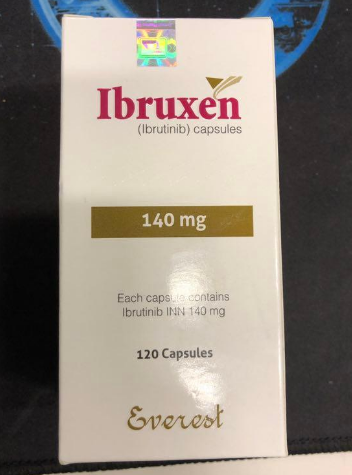 Ibruxen
(Ibrutinib) capsules
140 mg
Each capsule contains
Ibrutinib INN 140 mg
120 Capsules
Everest